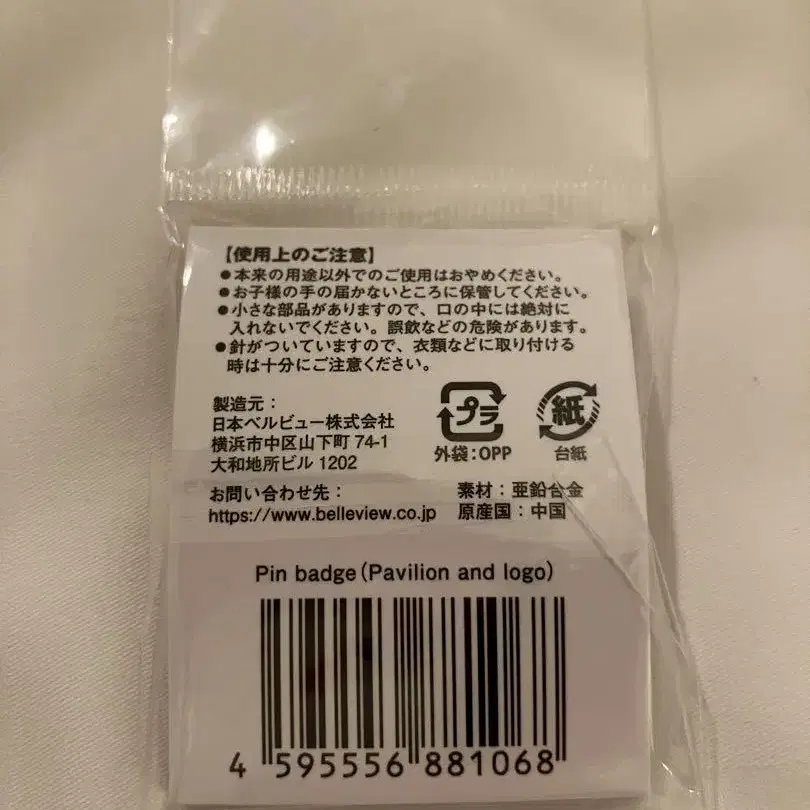 【使用上のご注意】
●本来の用途以外でのご使用はおやめください。
●お子様の手の届かないところに保管してください。
●小さな部品がありますので、口の中には絶対に
入れないでください。誤飲などの危険があります。
●針がついていますので、衣類などに取り付ける
時は十分にご注意ください。
製造元：
日本ベルビュー株式会社
横浜市中区山下町 74-1
大和地所ビル 1202
プラ
外袋：OPP
紙
台紙
お問い合わせ先：
https://www.belleview.co.jp
素材：亜鉛合金
原産国：中国
Pin badge（Pavilion and logo）
4 595556 881068